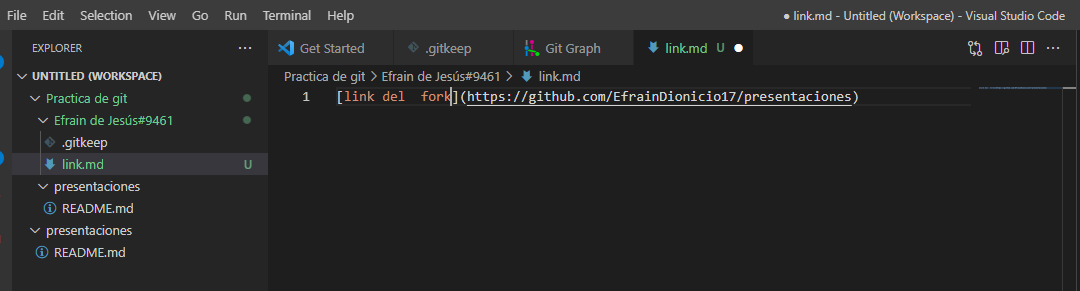 File Edit Selection View Go Run Terminal Help
● link.md - Untitled (Workspace) - Visual Studio Code
EXPLORER
Get Started
.gitkeep
Git Graph
link.md U
UNTITLED (WORKSPACE)
Practica de git
Efrain de Jesús#9461
.gitkeep
link.md U
presentaciones
README.md
presentaciones
README.md
Practica de git > Efrain de Jesús#9461 > link.md
1 [link del  fork](https://github.com/EfrainDionicio17/presentaciones)